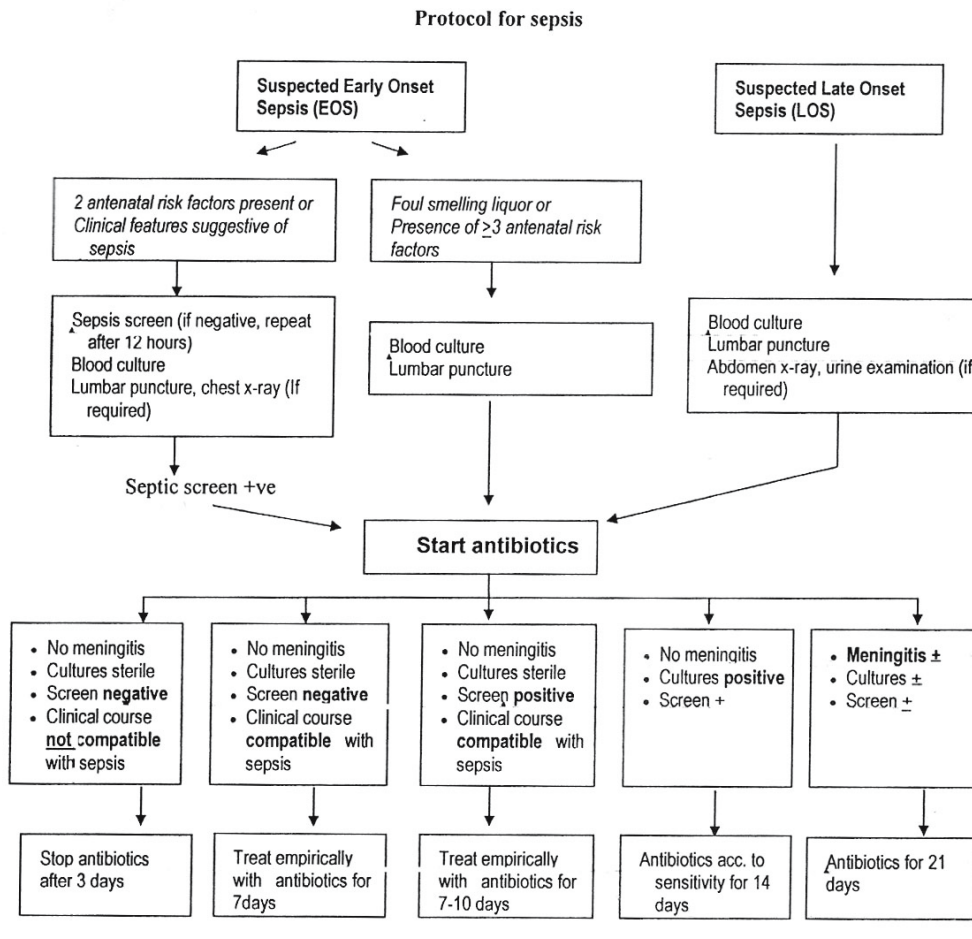 Protocol for sepsis
Suspected Early Onset
Sepsis (EOS)
Suspected Late Onset
Sepsis (LOS)
2 antenatal risk factors present or
Clinical features suggestive of
sepsis
Foul smelling liquor or
Presence of ≥3 antenatal risk
factors
Sepsis screen (if negative, repeat
after 12 hours)
Blood culture
Lumbar puncture, chest x-ray (If
required)
Blood culture
Lumbar puncture
Blood culture
Lumbar puncture
Abdomen x-ray, urine examination (if
required)
Septic screen +ve
Start antibiotics
• No meningitis
• Cultures sterile
• Screen negative
• Clinical course
not compatible
with sepsis
• No meningitis
• Cultures sterile
• Screen negative
• Clinical course
compatible with
sepsis
• No meningitis
• Cultures sterile
• Screen positive
• Clinical course
compatible with
sepsis
• No meningitis
• Cultures positive
• Screen +
• Meningitis ±
• Cultures ±
• Screen ±
Stop antibiotics
after 3 days
Treat empirically
with antibiotics for
7days
Treat empirically
with antibiotics for
7-10 days
Antibiotics acc. to
sensitivity for 14
days
Antibiotics for 21
days